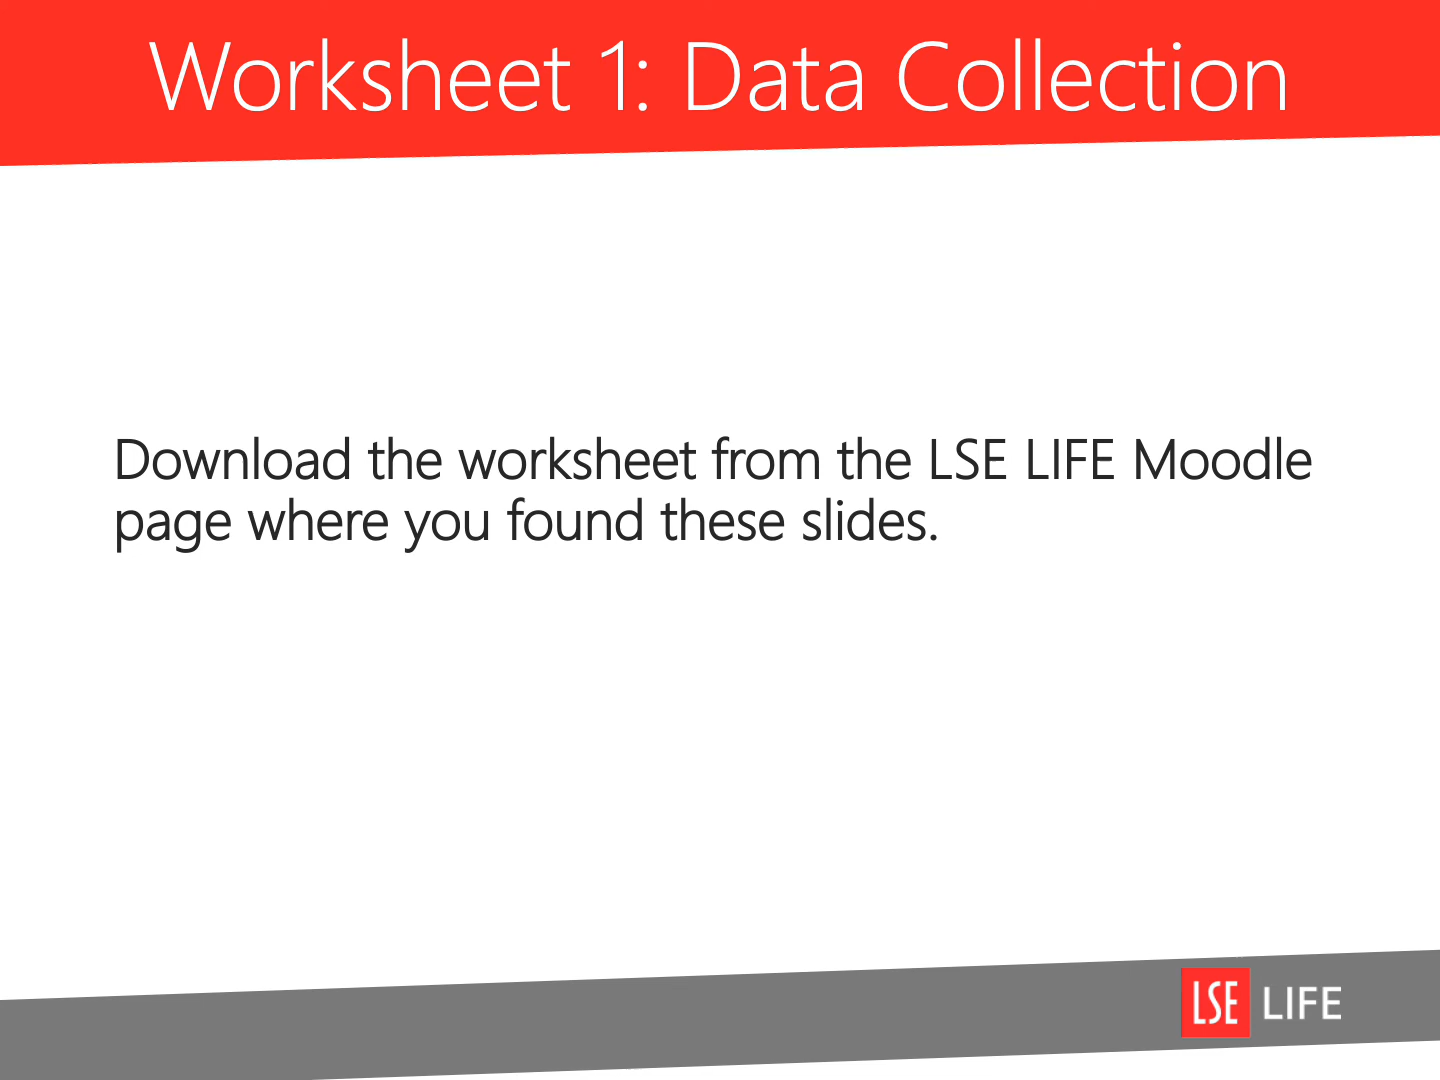 Worksheet 1: Data Collection
Download the worksheet from the LSE LIFE Moodle
page where you found these slides.
LSE LIFE